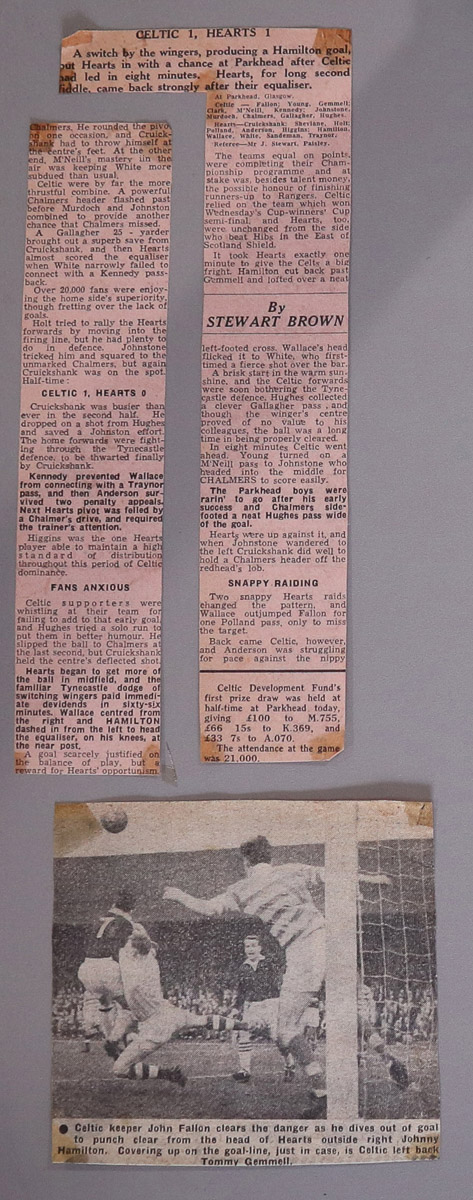 CELTIC 1, HEARTS 1
A switch by the wingers, producing a Hamilton goal,
put Hearts in with a chance at Parkhead after Celtic
had led in eight minutes. Hearts, for long second
fiddle, came back strongly after their equaliser.
At Parkhead, Glasgow.
Celtic — Fallon; Young, Gemmell;
Clark, M'Neill, Kennedy; Johnstone,
Murdoch, Chalmers, Gallagher, Hughes.
Hearts—Cruickshank; Shevlane, Holt;
Polland, Anderson, Higgins; Hamilton,
Wallace, White, Sandeman, Traynor.
Referee—Mr J. Stewart, Paisley.
The teams equal on points,
were completing their Cham-
pionship programme and at
stake was, besides talent money,
the possible honour of finishing
runners-up to Rangers. Celtic
relied on the team which won
Wednesday's Cup-winners' Cup
semi-final, and Hearts, too,
were unchanged from the side
who beat Hibs in the East of
Scotland Shield.
It took Hearts exactly one
minute to give the Celts a big
fright. Hamilton cut back past
Gemmell and lofted over a neat
By
STEWART BROWN
left-footed cross. Wallace's head
flicked it to White, who first-
timed a fierce shot over the bar.
A brisk start in the warm sun-
shine, and the Celtic forwards
were soon bothering the Tyne-
castle defence. Hughes collected
a clever Gallagher pass, and
though the winger's centre
proved of no value to his
colleagues, the ball was a long
time in being properly cleared.
In eight minutes Celtic went
ahead. Young turned on a
M'Neill pass to Johnstone who
headed into the middle for
CHALMERS to score easily.
The Parkhead boys were
rarin' to go after his early
success and Chalmers side-
footed a neat Hughes pass wide
of the goal.
Hearts were up against it, and
when Johnstone wandered to
the left Cruickshank did well to
hold a Chalmers header off the
redhead's lob.
SNAPPY RAIDING
Two snappy Hearts raids
changed the pattern, and
Wallace outjumped Fallon for
one Polland pass, only to miss
the target.
Back came Celtic, however,
and Anderson was struggling
for pace against the nippy
Chalmers. He rounded the pivot
on one occasion, and Cruick-
shank had to throw himself at
the centre's feet. At the other
end, M'Neill's mastery in the
air was keeping White more
subdued than usual.
Celtic were by far the more
thrustful combine. A powerful
Chalmers header flashed past
before Murdoch and Johnston
combined to provide another
chance that Chalmers missed.
A Gallagher 25 - yarder
brought out a superb save from
Cruickshank, and then Hearts
almost scored the equaliser
when White narrowly failed to
connect with a Kennedy pass-
back.
Over 20,000 fans were enjoy-
ing the home side's superiority,
though fretting over the lack of
goals.
Holt tried to rally the Hearts
forwards by moving into the
firing line, but he had plenty to
do in defence. Johnstone
tricked him and squared to the
unmarked Chalmers, but again
Cruickshank was on the spot.
Half-time:
CELTIC 1, HEARTS 0
Cruickshank was busier than
ever in the second half. He
dropped on a shot from Hughes
and saved a Johnston effort.
The home forwards were fight-
ing through the Tynecastle
defence, to be thwarted finally
by Cruickshank.
Kennedy prevented Wallace
from connecting with a Traynor
pass, and then Anderson sur-
vived two penalty appeals.
Next Hearts pivot was felled by
a Chalmer's drive, and required
the trainer's attention.
Higgins was the one Hearts
player able to maintain a high
standard of distribution
throughout this period of Celtic
dominance.
FANS ANXIOUS
Celtic supporters were
whistling at their team for
failing to add to that early goal,
and Hughes tried a solo run to
put them in better humour. He
slipped the ball to Chalmers at
the last second, but Cruickshank
held the centre's deflected shot.
Hearts began to get more of
the ball in midfield, and the
familiar Tynecastle dodge of
switching wingers paid immedi-
ate devidends in sixty-six
minutes. Wallace centred from
the right and HAMILTON
dashed in from the left to head
the equaliser, on his knees, at
the near post.
A goal scarcely justified on
the balance of play, but a
reward for Hearts' opportunism
Celtic Development Fund's
first prize draw was held at
half-time at Parkhead today,
giving £100 to M.755,
£66 15s to K.369, and
£33 7s to A.070.
The attendance at the game
was 21,000.
7
● Celtic keeper John Fallon clears the danger as he dives out of goal
to punch clear from the head of Hearts outside right Johnny
Hamilton. Covering up on the goal-line, just in case, is Celtic left back
Tommy Gemmell.